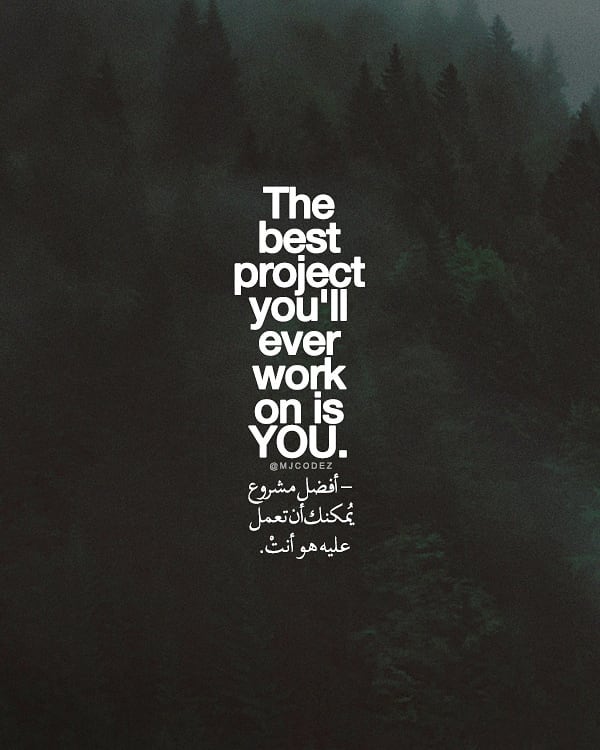 The
best
project
you'll
ever
work
on is
YOU.
@MJCODEZ
– أفضل مشروع
يُمكنك أن تعمل
عليه هو أنتْ.